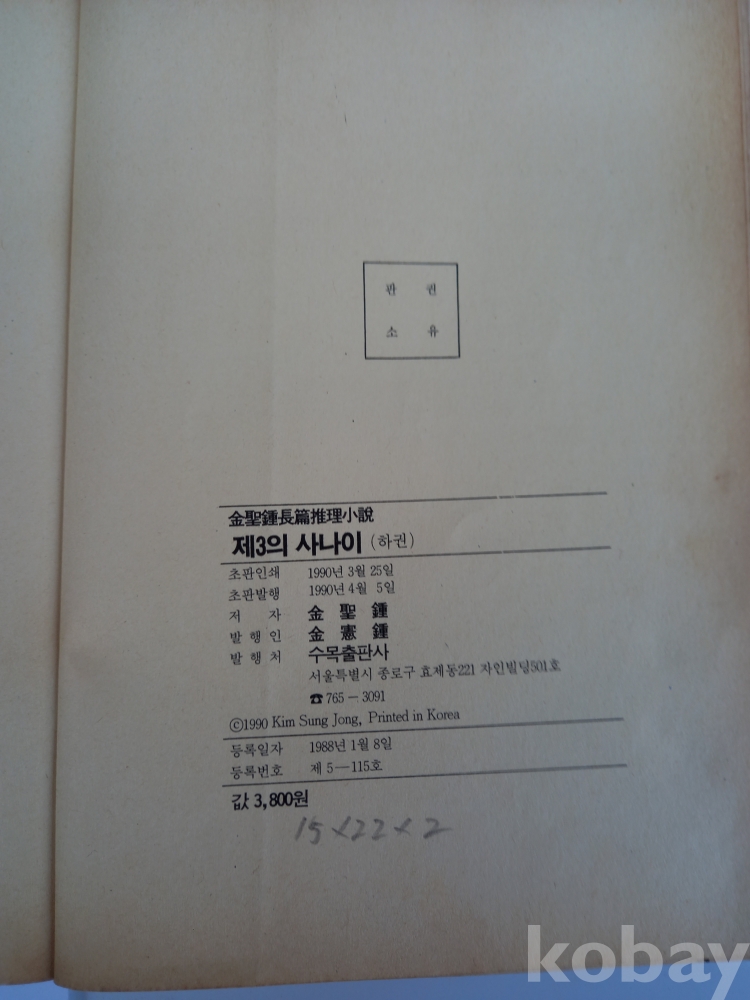 판 권
소 유
金聖鍾長篇推理小說
제3의 사나이 (하권)
초판인쇄 1990년 3월 25일
초판발행 1990년 4월 5일
저 자 金 聖 鍾
발 행 인 金 憲 鍾
발 행 처 수목출판사
서울특별시 종로구 효제동221 자인빌딩501호
☎ 765 – 3091
©1990 Kim Sung Jong, Printed in Korea
등록일자 1988년 1월 8일
등록번호 제 5—115호
값 3,800원
15×22×2
kobay